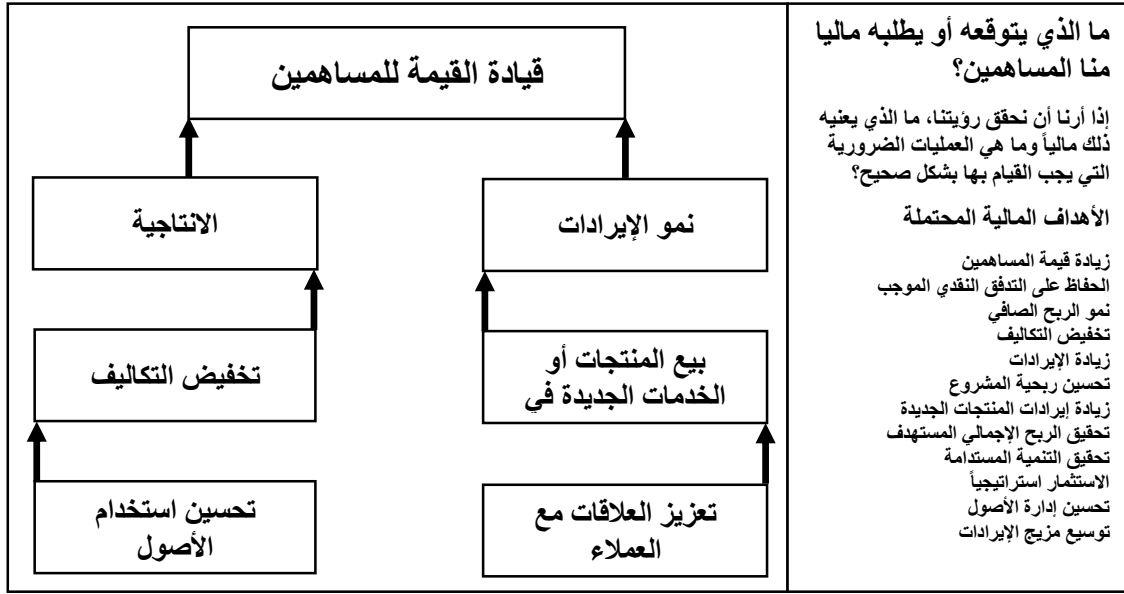 ما الذي يتوقعه أو يطلبه ماليا
منا المساهمين؟
إذا أرنا أن نحقق رؤيتنا، ما الذي يعنيه
ذلك مالياً وما هي العمليات الضرورية
التي يجب القيام بها بشكل صحيح؟
الأهداف المالية المحتملة
زيادة قيمة المساهمين
الحفاظ على التدفق النقدي الموجب
نمو الربح الصافي
تخفيض التكاليف
زيادة الإيرادات
تحسين ربحية المشروع
زيادة إيرادات المنتجات الجديدة
تحقيق الربح الإجمالي المستهدف
تحقيق التنمية المستدامة
الاستثمار استراتيجياً
تحسين إدارة الأصول
توسيع مزيج الإيرادات
قيادة القيمة للمساهمين
نمو الإيرادات
الانتاجية
بيع المنتجات أو
الخدمات الجديدة في
تخفيض التكاليف
تعزيز العلاقات مع
العملاء
تحسين استخدام
الأصول